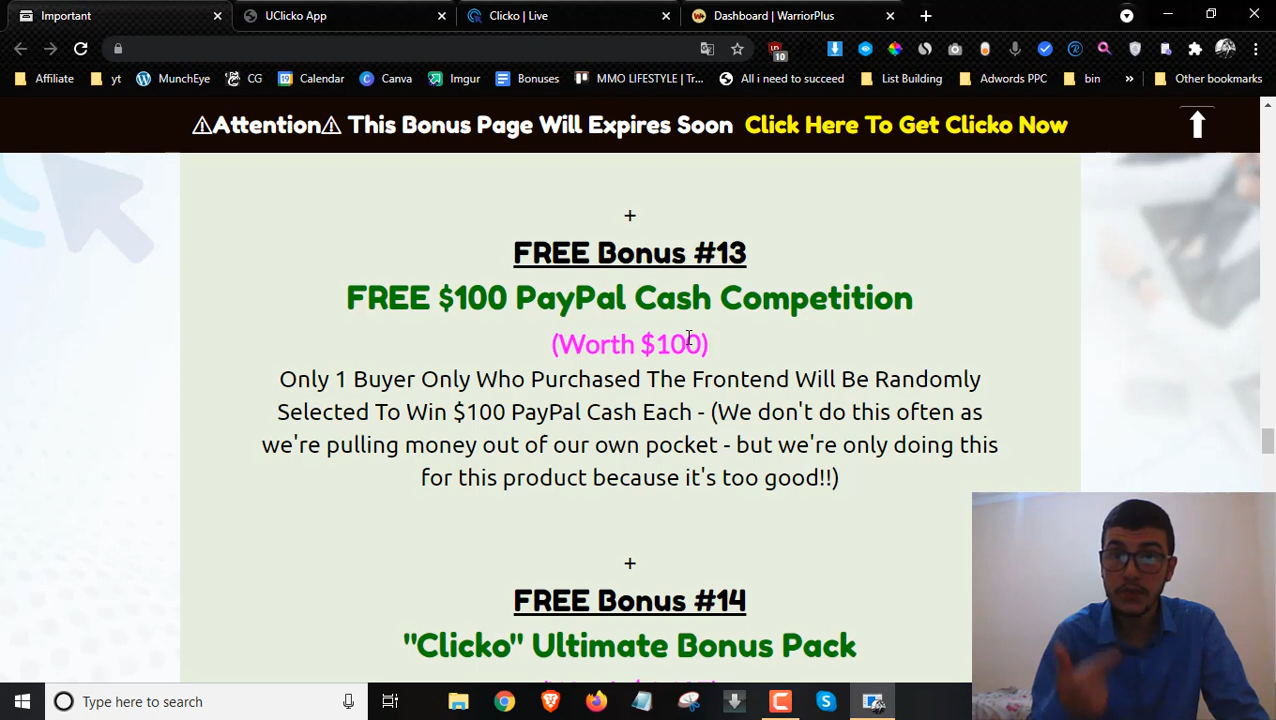 Important
UClicko App
Clicko | Live
Dashboard | WarriorPlus
10
Affiliate
yt
MunchEye
CG
Calendar
Canva
Imgur
Bonuses
MMO LIFESTYLE | Tr...
All i need to succeed
List Building
Adwords PPC
bin
Other bookmarks
⚠Attention⚠ This Bonus Page Will Expires Soon Click Here To Get Clicko Now
+
FREE Bonus #13
FREE $100 PayPal Cash Competition
(Worth $100)
Only 1 Buyer Only Who Purchased The Frontend Will Be Randomly
Selected To Win $100 PayPal Cash Each - (We don't do this often as
we're pulling money out of our own pocket - but we're only doing this
for this product because it's too good!!)
+
FREE Bonus #14
"Clicko" Ultimate Bonus Pack
Type here to search